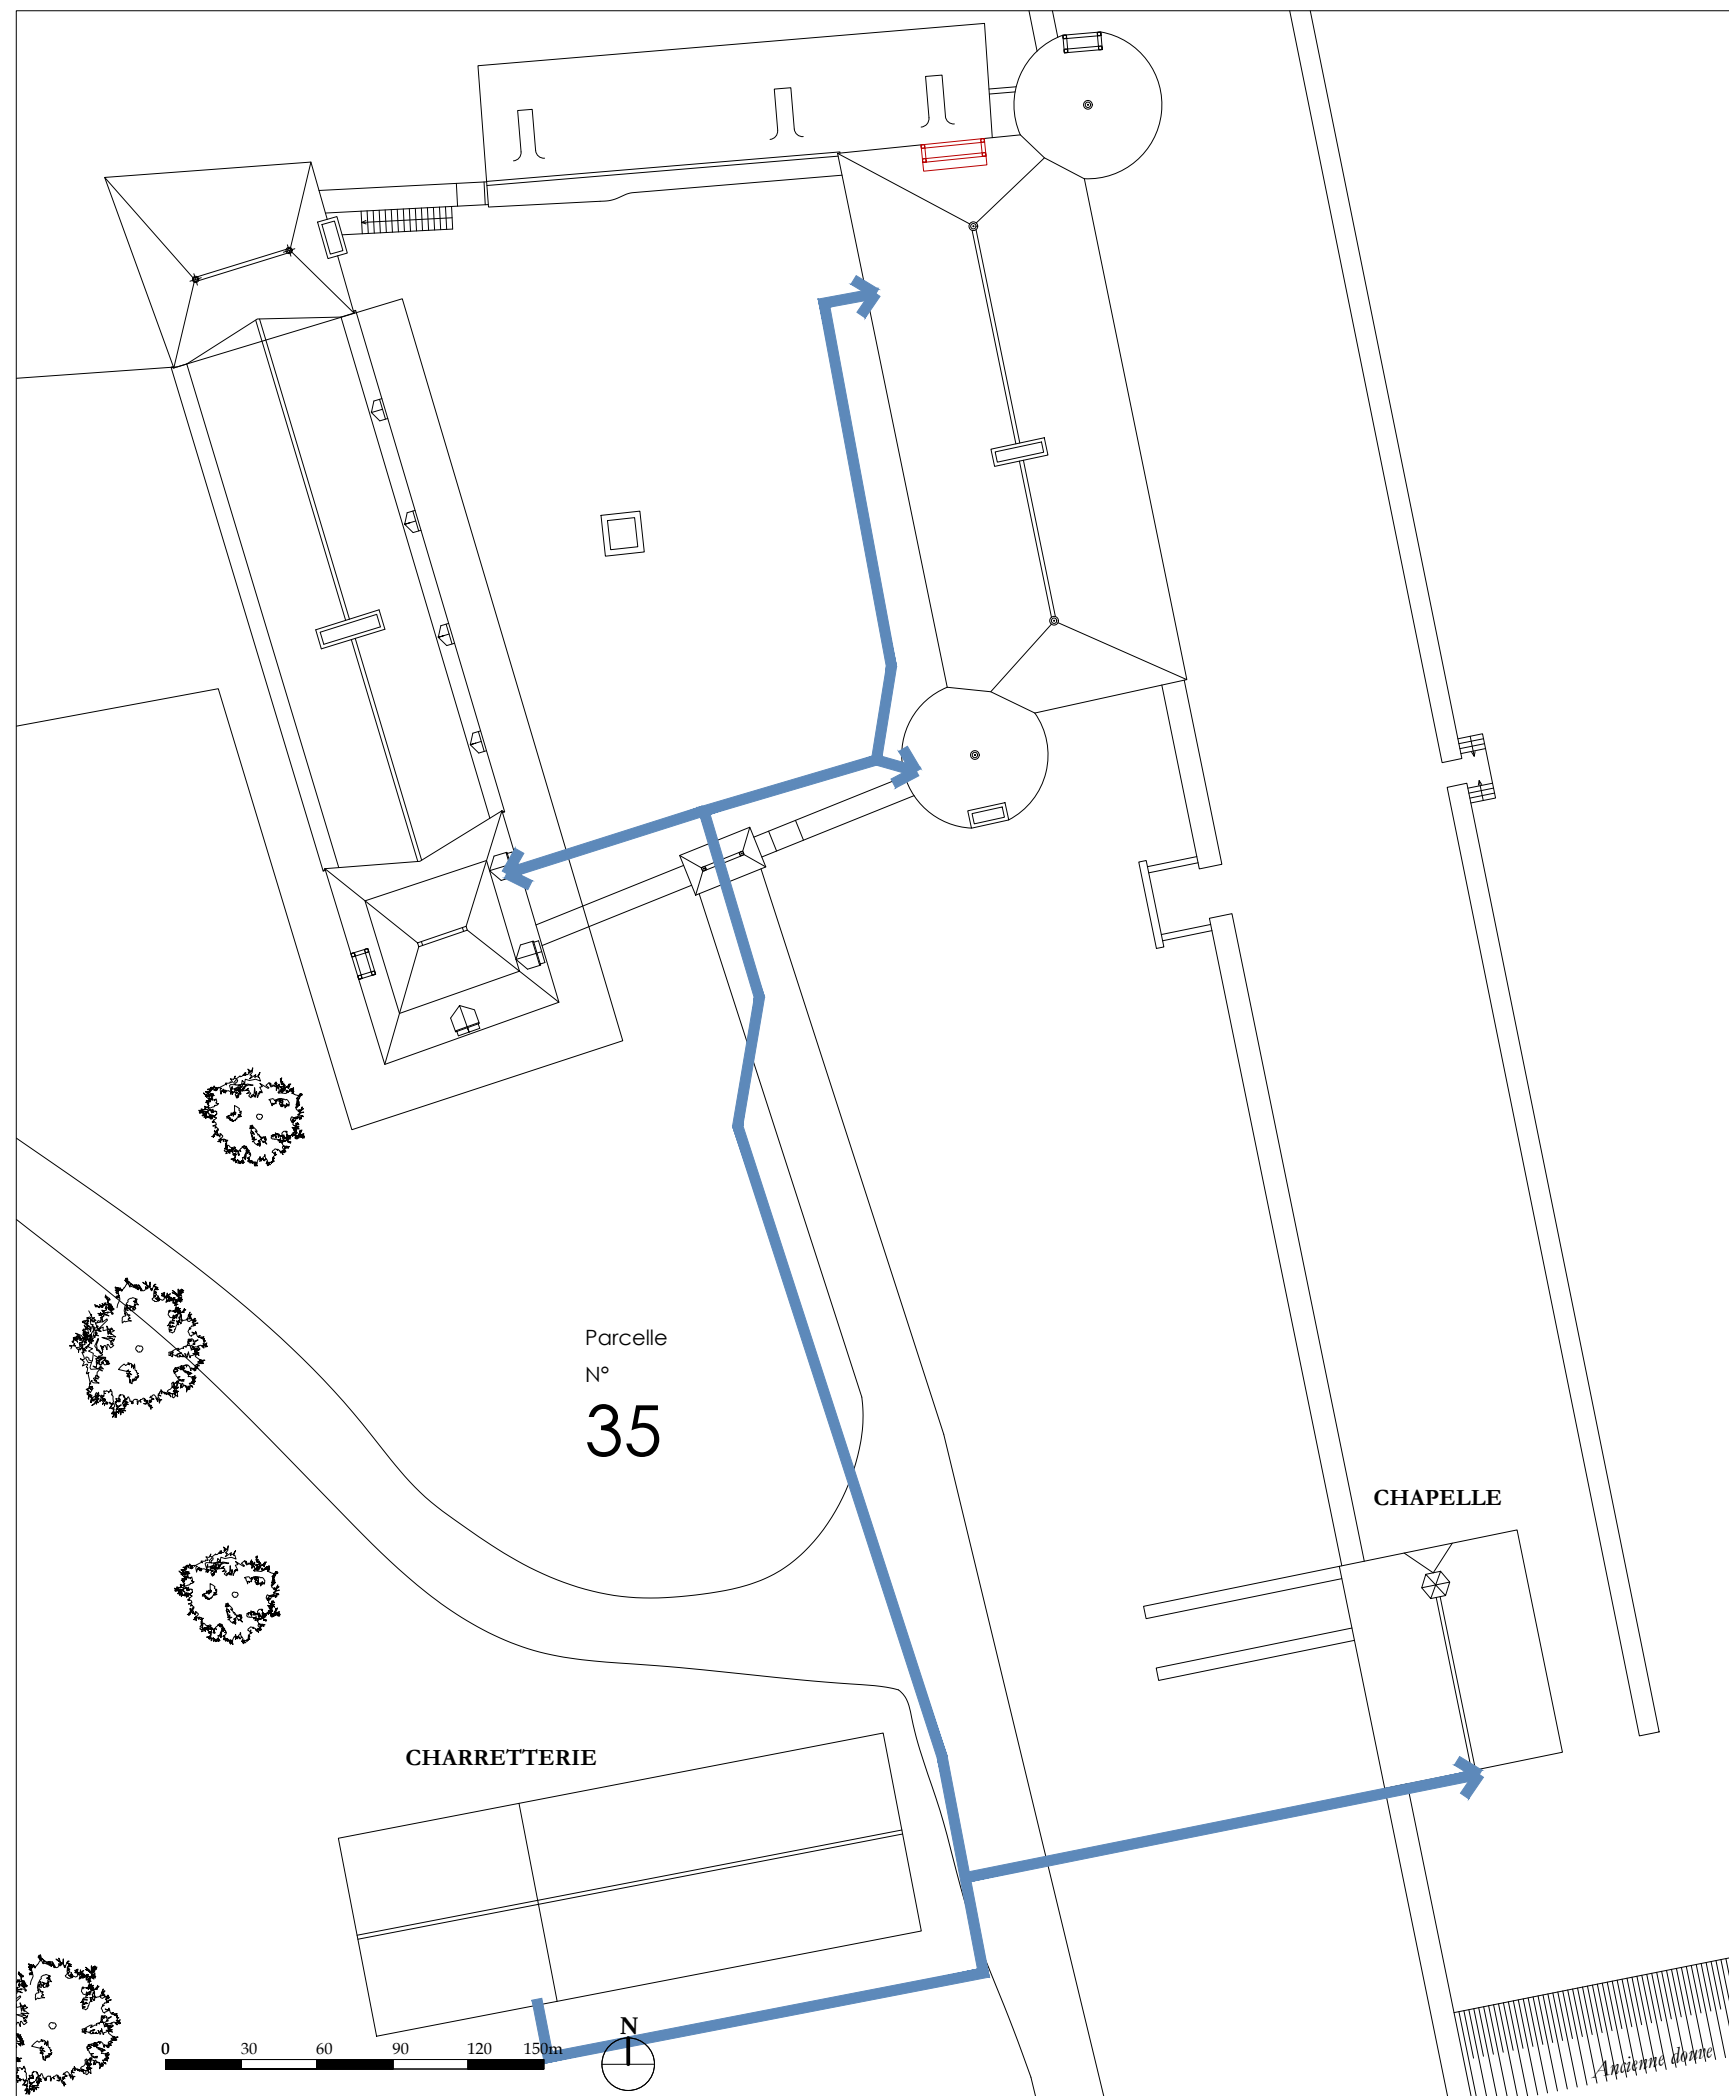 Parcelle
N°
35
CHAPELLE
CHARRETTERIE
N
0 30 60 90 120 150m
Ancienne douve